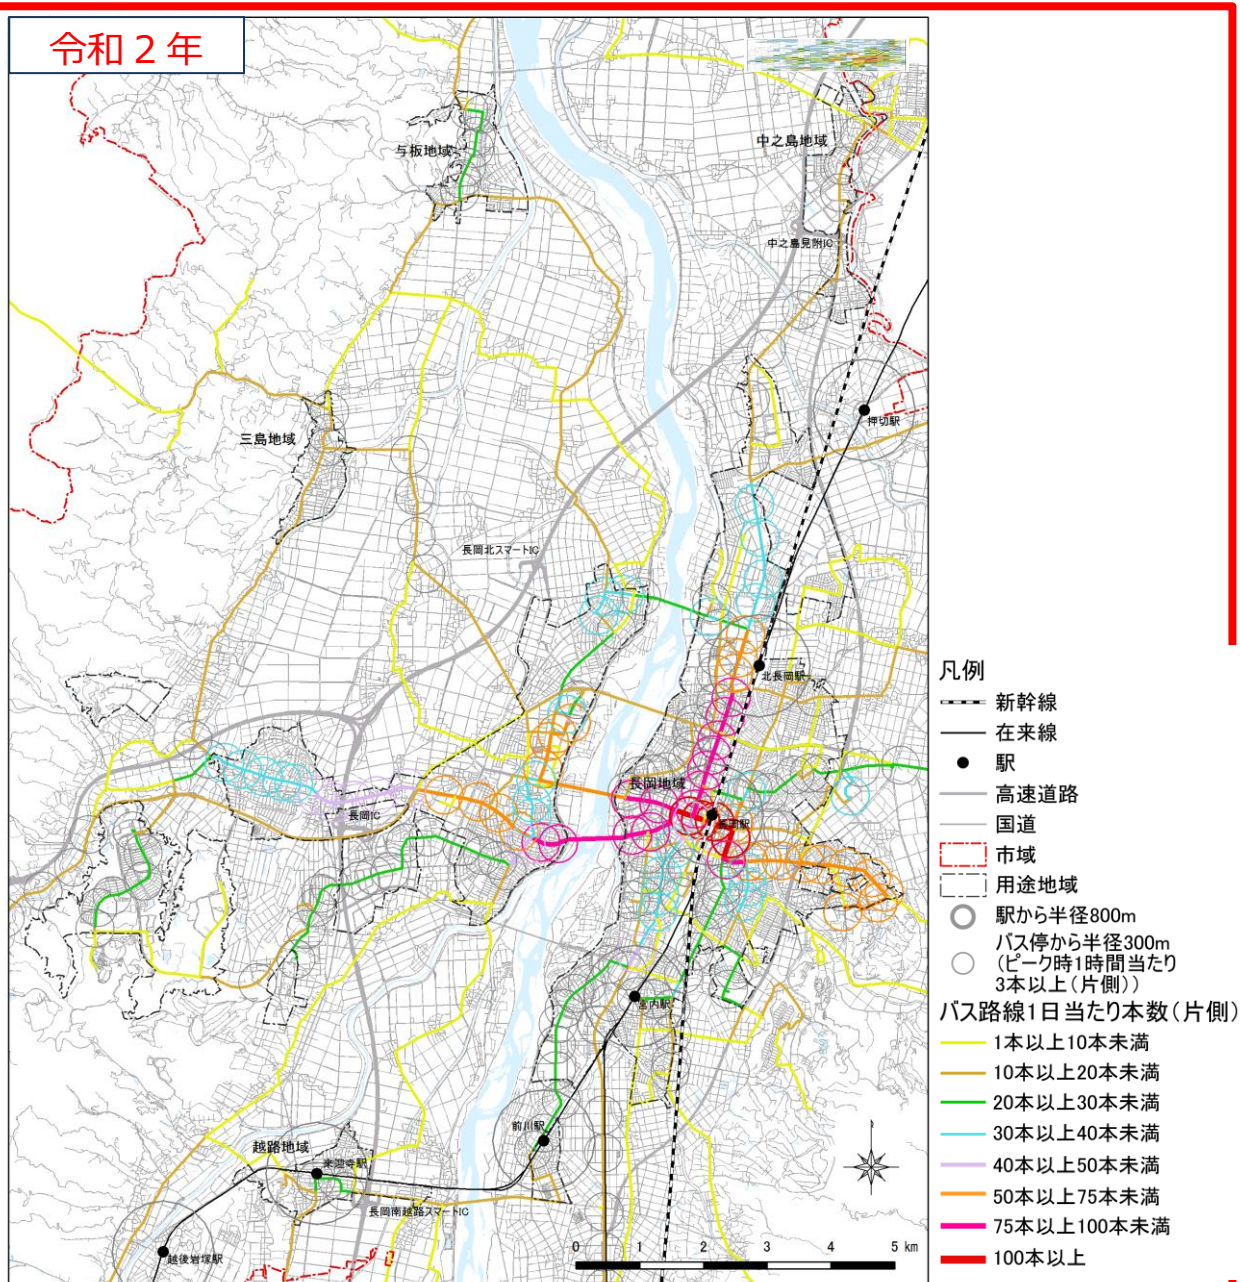 令和２年
与板地域
中之島地域
中之島見附IC
押切駅
三島地域
長岡北スマートIC
北長岡駅
長岡地域
長岡駅
長岡IC
宮内駅
前川駅
越路地域
来迎寺駅
長岡南越路スマートIC
越後岩塚駅
0 1 2 3 4 5 km
凡例
新幹線
在来線
駅
高速道路
国道
市域
用途地域
駅から半径800m
バス停から半径300m
(ピーク時1時間当たり
3本以上(片側))
バス路線1日当たり本数(片側)
1本以上10本未満
10本以上20本未満
20本以上30本未満
30本以上40本未満
40本以上50本未満
50本以上75本未満
75本以上100本未満
100本以上